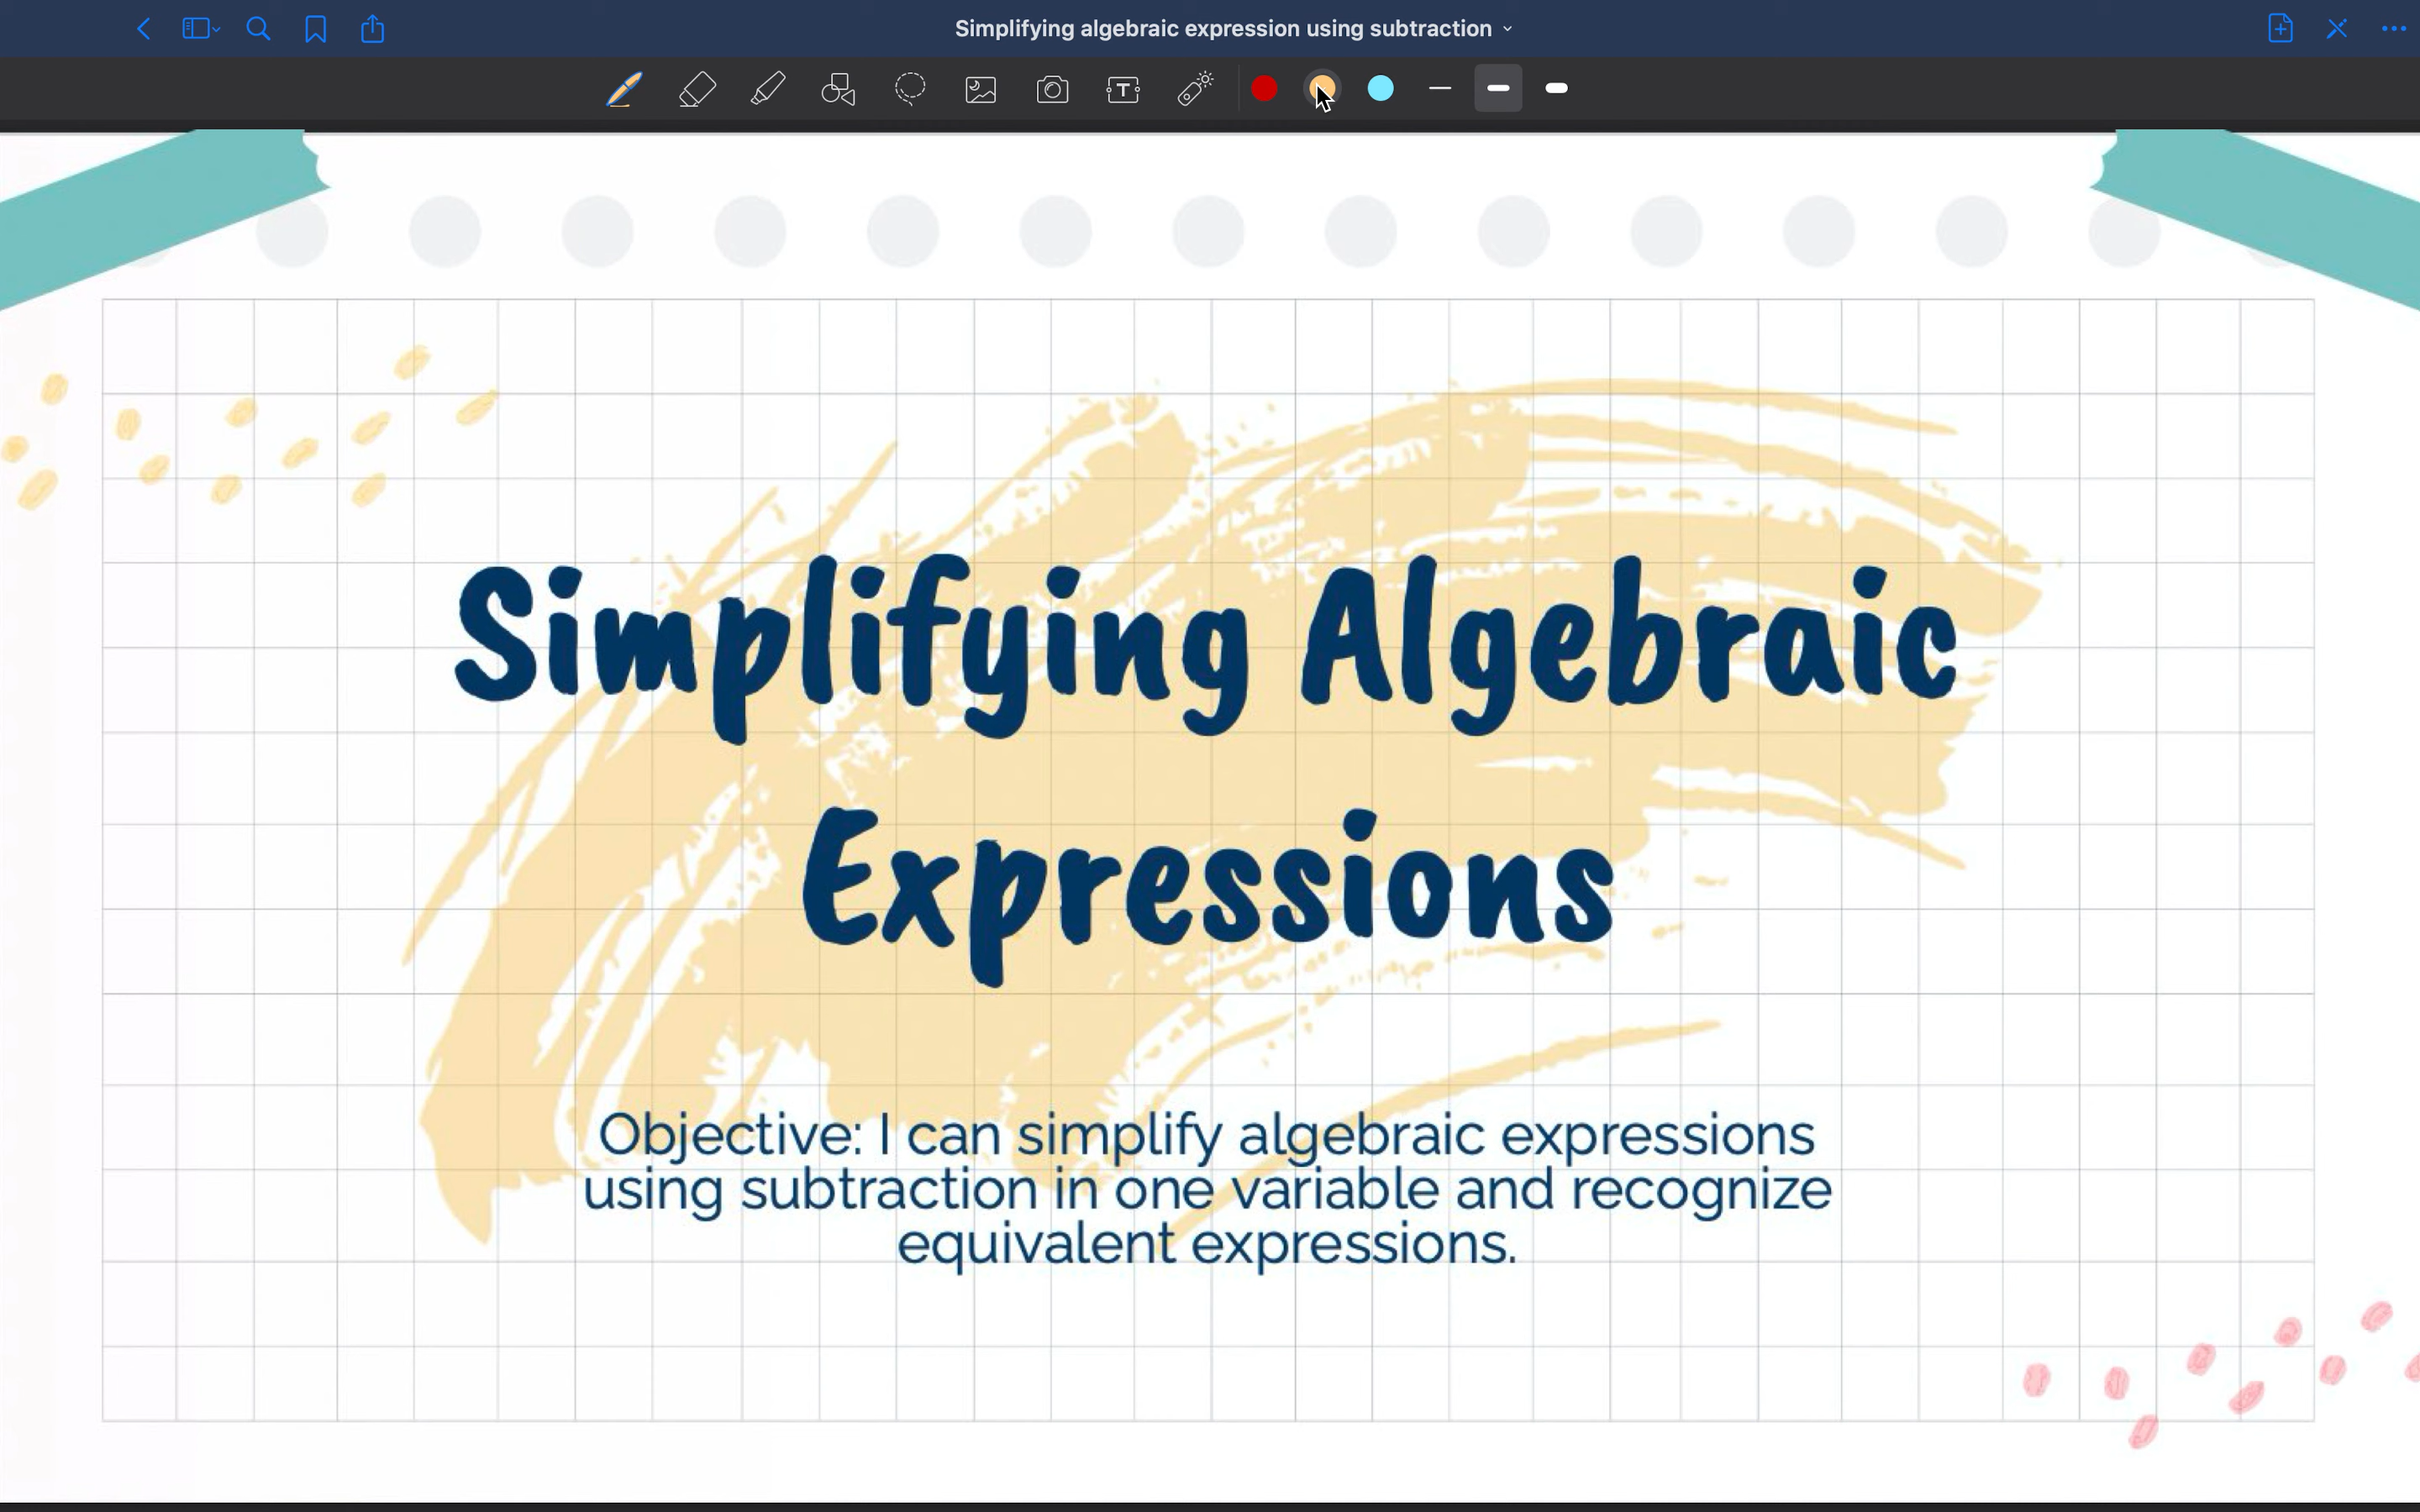 Simplifying algebraic expression using subtraction
T
Simplifying Algebraic
Expressions
Objective: I can simplify algebraic expressions
using subtraction in one variable and recognize
equivalent expressions.